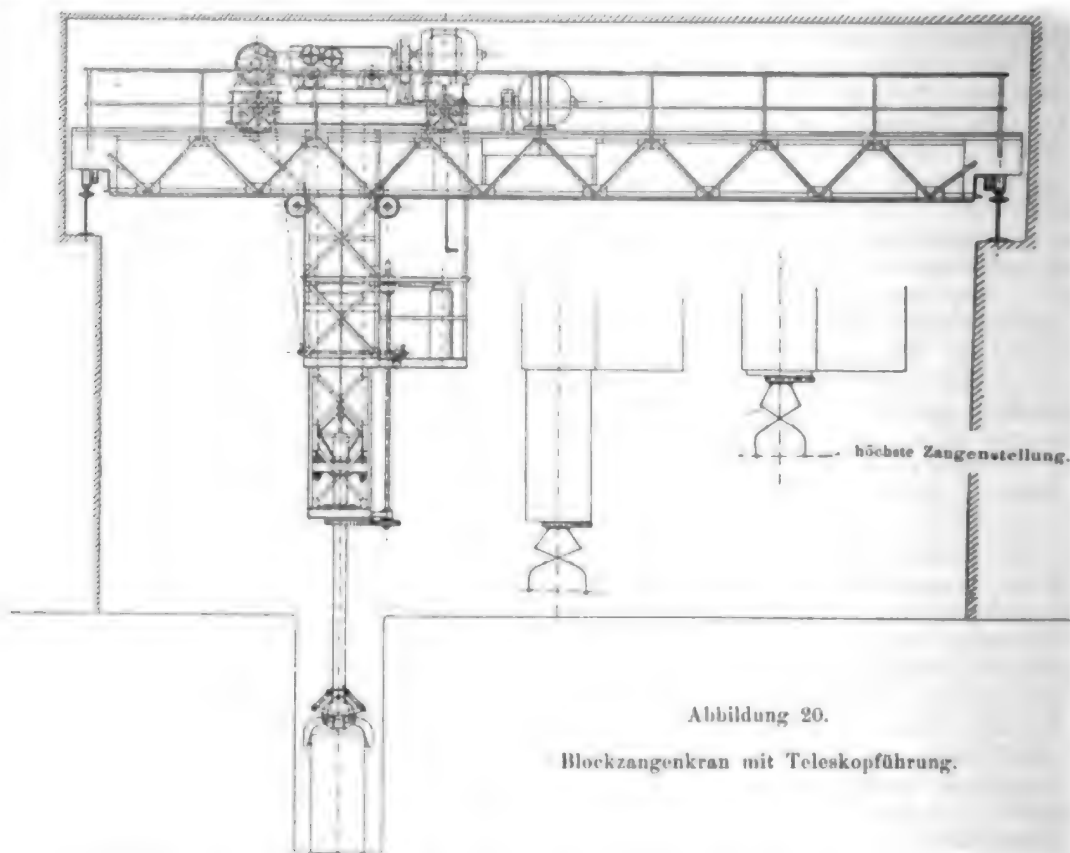 höchste Zangenstellung.
Abbildung 20.
Blockzangenkran mit Teleskopführung.